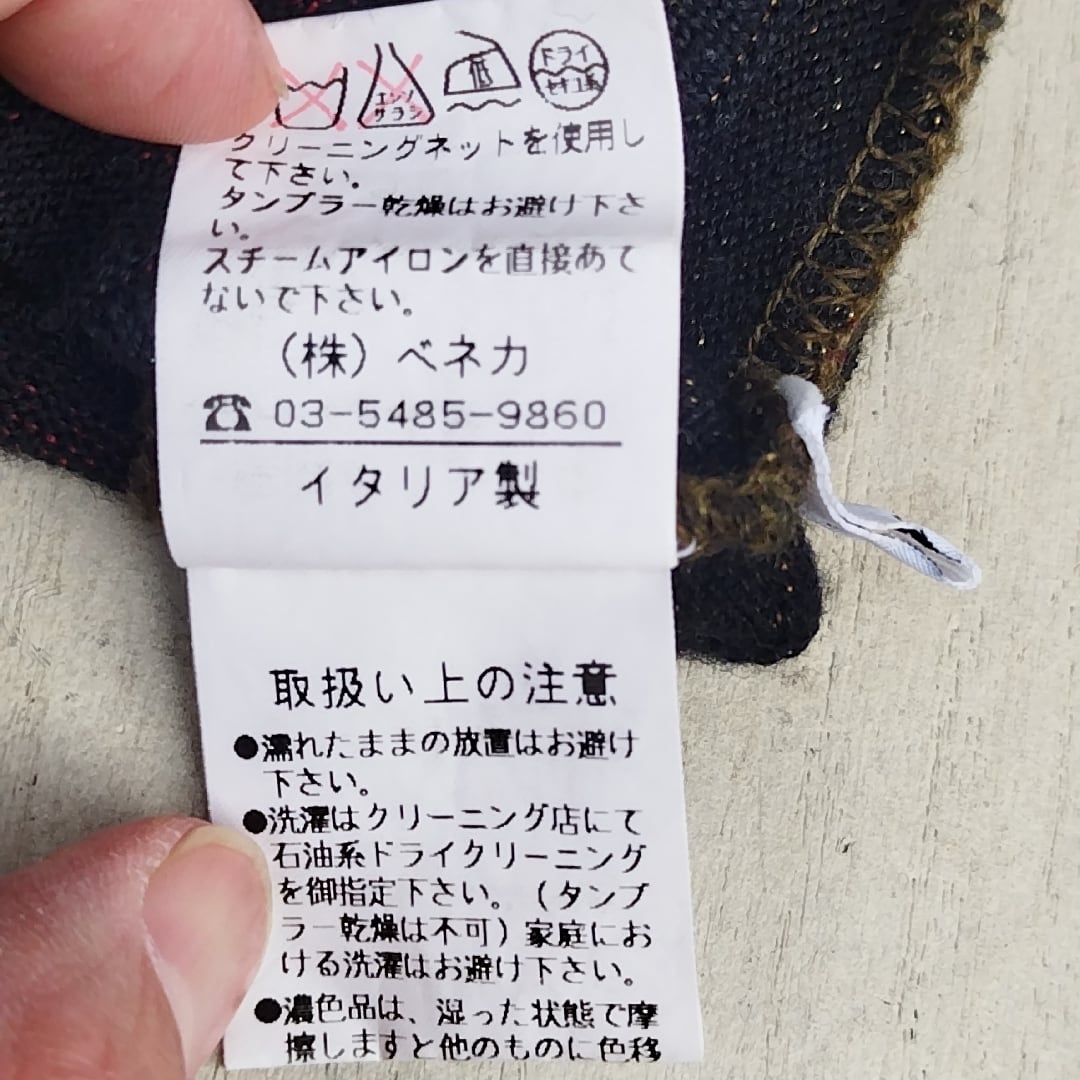 エンソ
サラシ
低
ドライ
セキユ系
クリーニングネットを使用し
て下さい。
タンブラー乾燥はお避け下さ
い。
スチームアイロンを直接あて
ないで下さい。
(株)ベネカ
☎ 03-5485-9860
イタリア製
取扱い上の注意
●濡れたままの放置はお避け
下さい。
●洗濯はクリーニング店にて
石油系ドライクリーニング
を御指定下さい。(タンブ
ラー乾燥は不可)家庭にお
ける洗濯はお避け下さい。
●濃色品は、湿った状態で摩
擦しますと他のものに色移